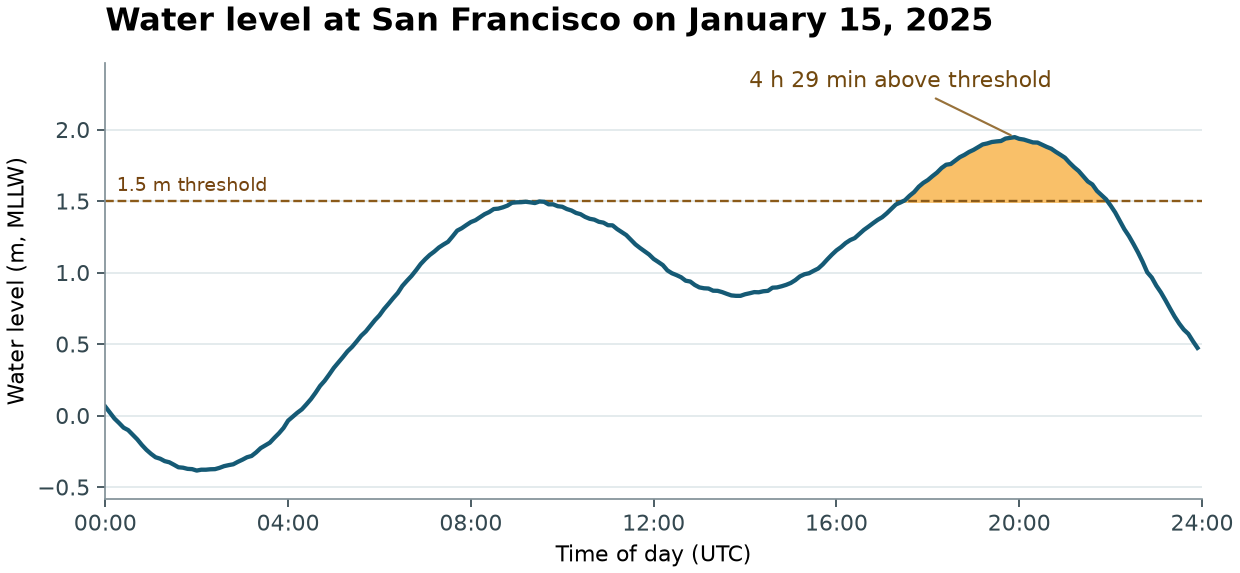 Water level at San Francisco on January 15, 2025
4 h 29 min above threshold
1.5 m threshold
Water level (m, MLLW)
2.0
1.5
1.0
0.5
0.0
−0.5
00:00 04:00 08:00 12:00 16:00 20:00 24:00
Time of day (UTC)